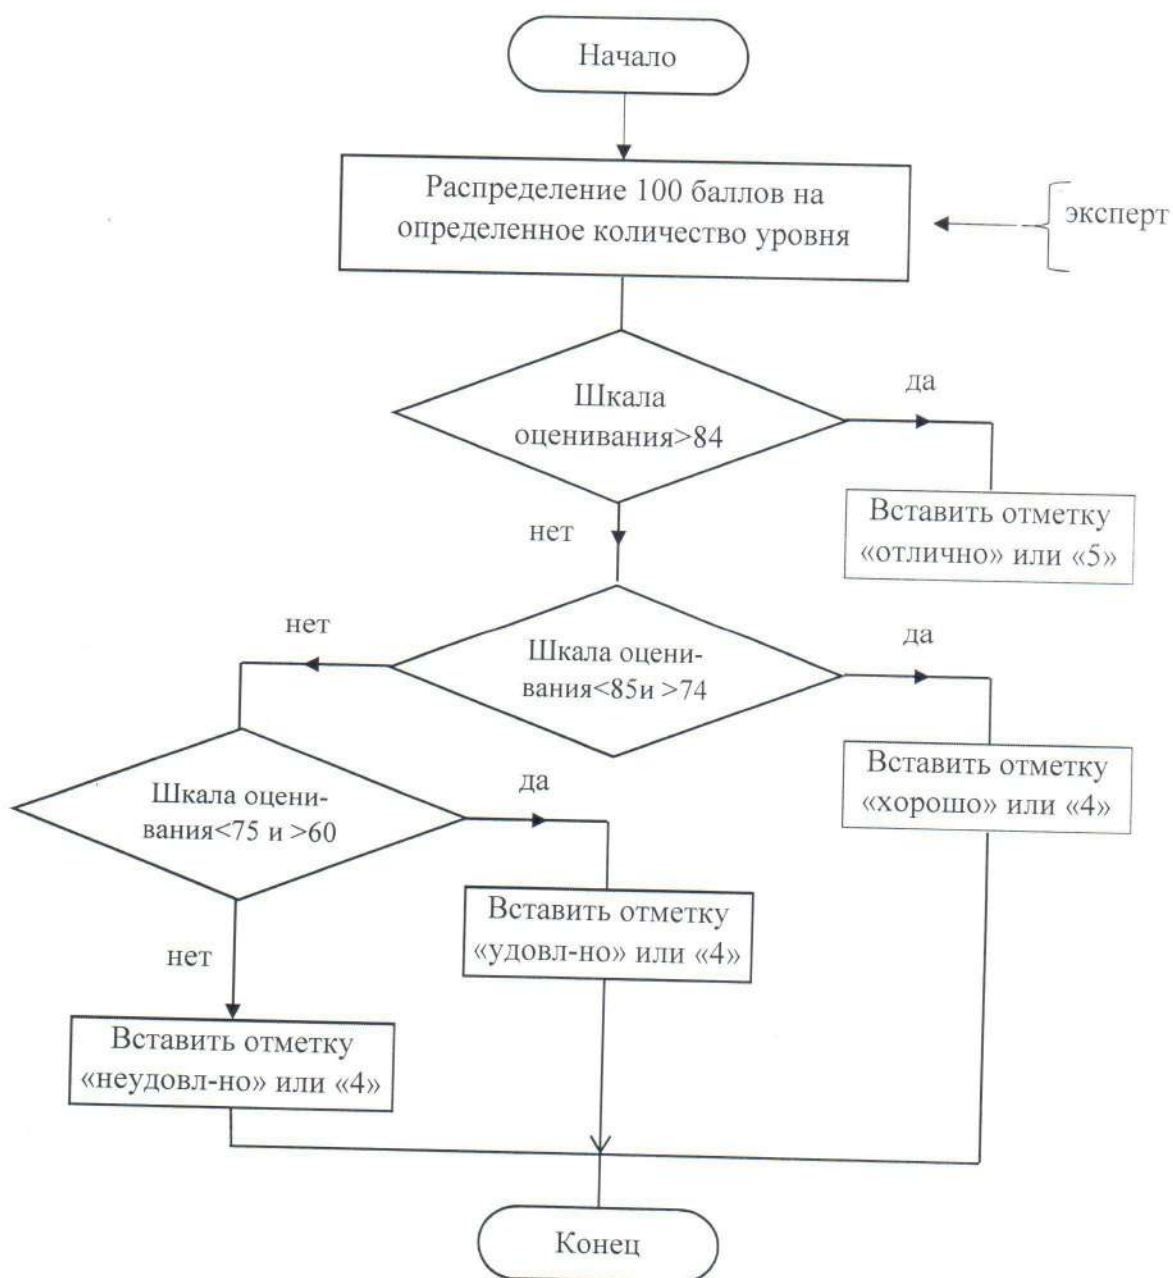 Начало
Распределение 100 баллов на
определенное количество уровня
эксперт
Шкала
оценивания>84
да
Вставить отметку
«отлично» или «5»
нет
Шкала оцени-
вания<85и >74
да
Вставить отметку
«хорошо» или «4»
нет
Шкала оцени-
вания<75 и >60
да
Вставить отметку
«удовл-но» или «4»
нет
Вставить отметку
«неудовл-но» или «4»
Конец